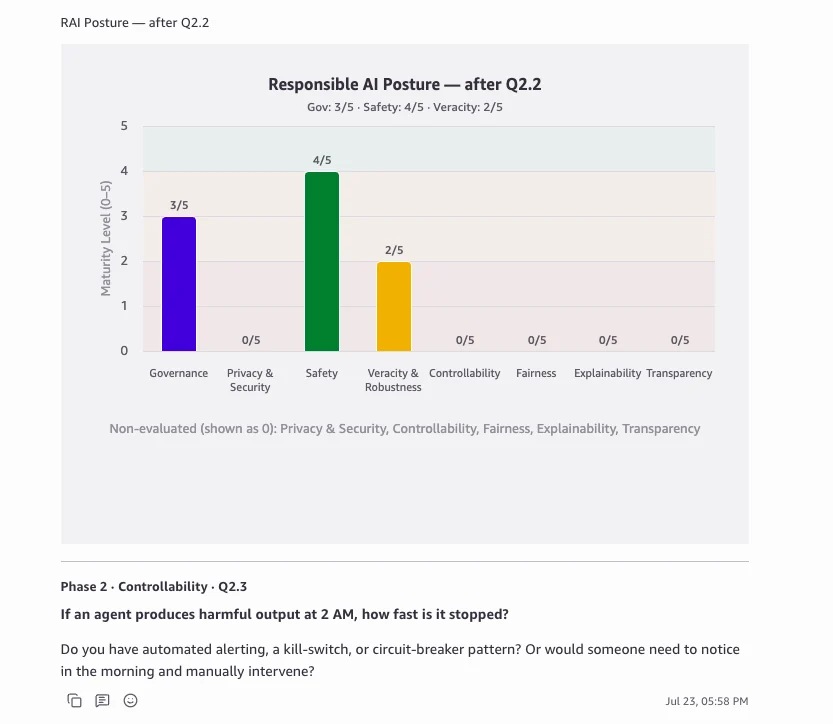 RAI Posture — after Q2.2
Responsible AI Posture — after Q2.2
Gov: 3/5 · Safety: 4/5 · Veracity: 2/5
Maturity Level (0–5)
5
4
3
2
1
0
3/5
0/5
4/5
2/5
0/5
0/5
0/5
0/5
Governance
Privacy &
Security
Safety
Veracity &
Robustness
Controllability
Fairness
Explainability
Transparency
Non-evaluated (shown as 0): Privacy & Security, Controllability, Fairness, Explainability, Transparency
Phase 2 · Controllability · Q2.3
If an agent produces harmful output at 2 AM, how fast is it stopped?
Do you have automated alerting, a kill-switch, or circuit-breaker pattern? Or would someone need to notice
in the morning and manually intervene?
Jul 23, 05:58 PM